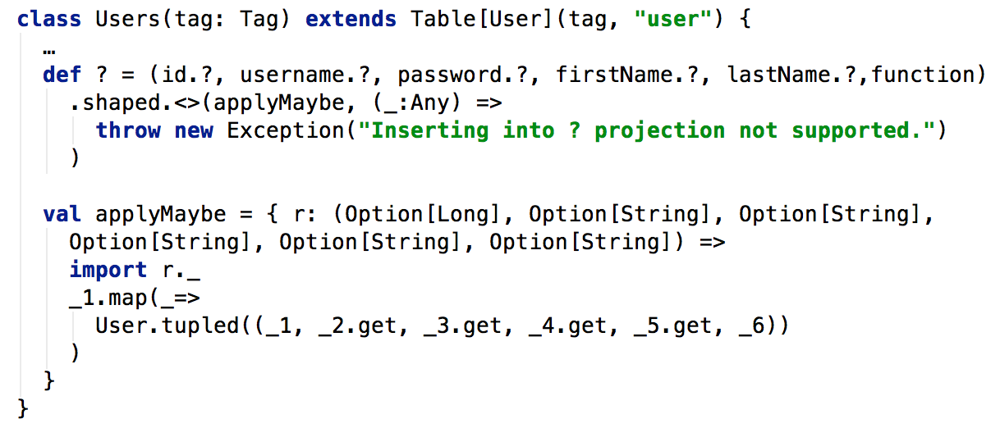 class Users(tag: Tag) extends Table[User](tag, "user") {
  …
  def ? = (id.?, username.?, password.?, firstName.?, lastName.?,function)
    .shaped.<>(applyMaybe, (_:Any) =>
      throw new Exception("Inserting into ? projection not supported.")
    )

  val applyMaybe = { r: (Option[Long], Option[String], Option[String],
    Option[String], Option[String], Option[String]) =>
    import r._
    _1.map(_=>
      User.tupled((_1, _2.get, _3.get, _4.get, _5.get, _6))
    )
  }
}